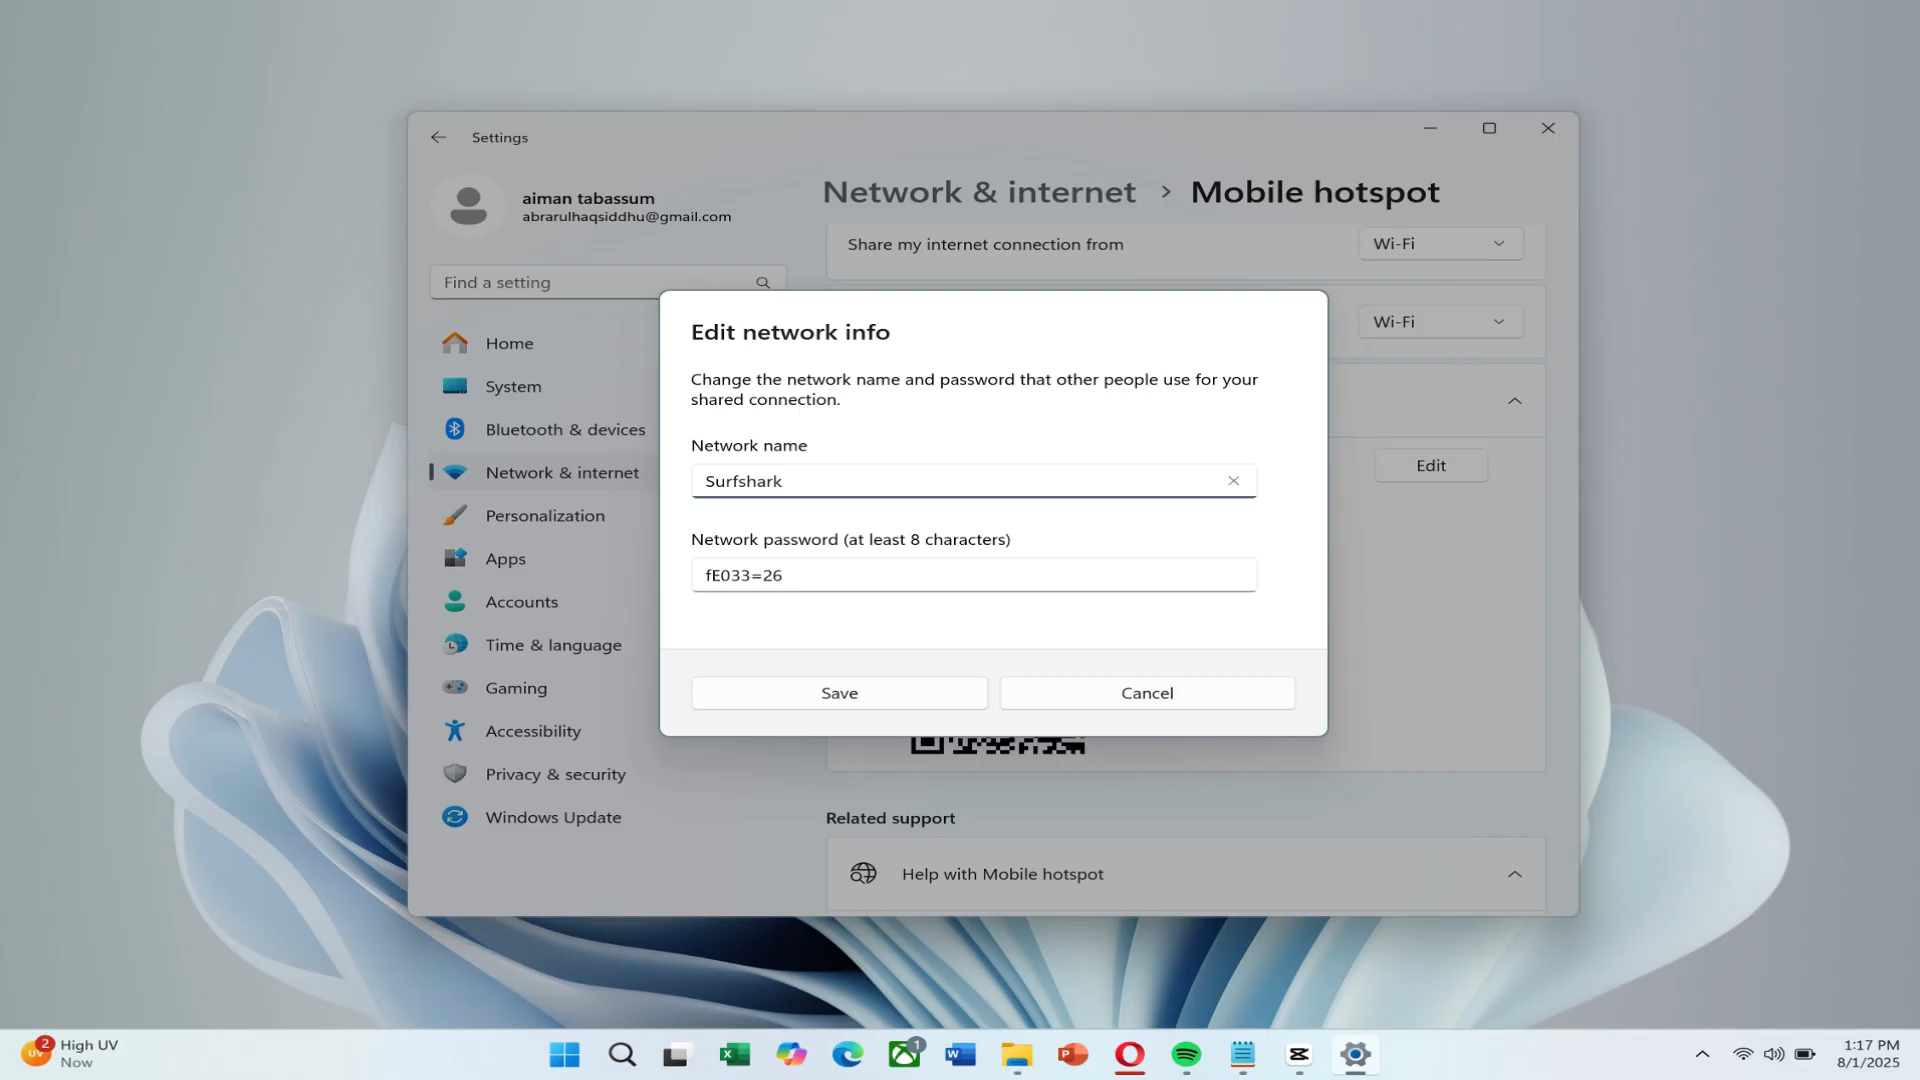 Settings
aiman tabassum
abrarulhaqsiddhu@gmail.com
Find a setting
Home
System
Bluetooth & devices
Network & internet
Personalization
Apps
Accounts
Time & language
Gaming
Accessibility
Privacy & security
Windows Update
Network & internet > Mobile hotspot
Share my internet connection from
Wi-Fi
Wi-Fi
Edit
Edit network info
Change the network name and password that other people use for your
shared connection.
Network name
Surfshark
Network password (at least 8 characters)
fE033=26
Save
Cancel
Related support
Help with Mobile hotspot
2
UV
High UV
Now
1
1:17 PM
8/1/2025